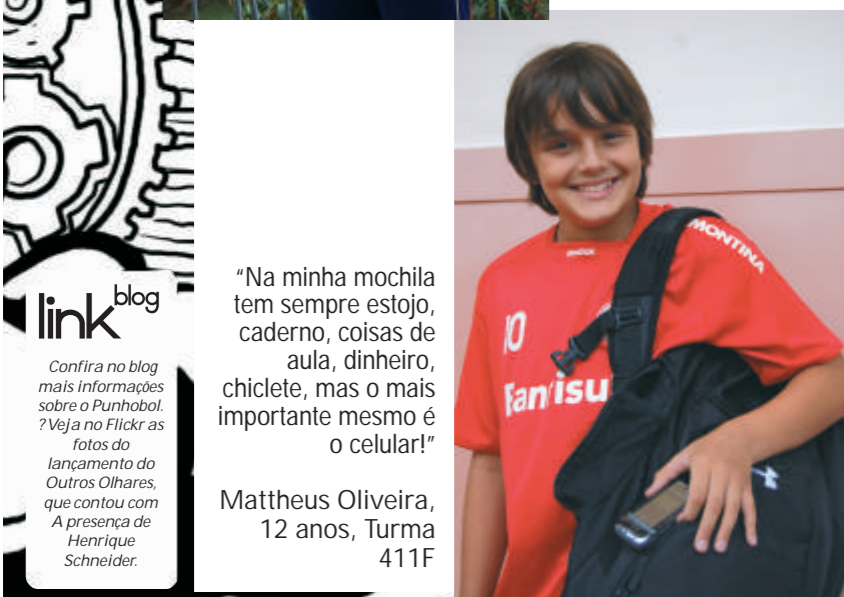 link blog
Confira no blog
mais informações
sobre o Punhobol.
? Veja no Flickr as
fotos do
lançamento do
Outros Olhares,
que contou com
A presença de
Henrique
Schneider.
"Na minha mochila
tem sempre estojo,
caderno, coisas de
aula, dinheiro,
chiclete, mas o mais
importante mesmo é
o celular!"
Mattheus Oliveira,
12 anos, Turma
411F
MONTINA
10